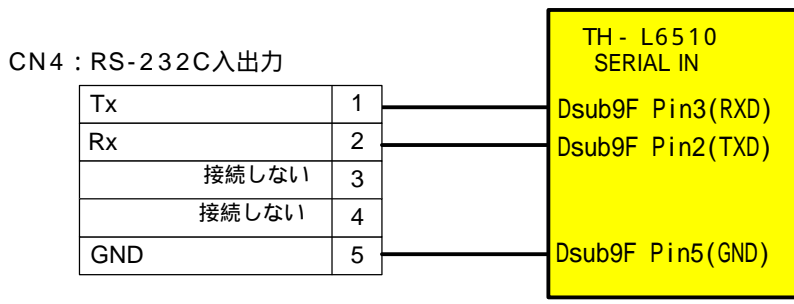 TH - L6510
SERIAL IN
CN4 : RS-232C入出力
Tx 1 Dsub9F Pin3(RXD)
Rx 2 Dsub9F Pin2(TXD)
接続しない 3
接続しない 4
GND 5 Dsub9F Pin5(GND)